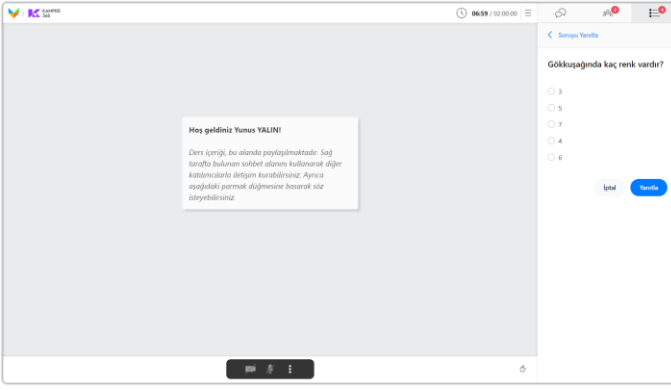 KAMPÜS
365
06:59 / 02:00:00
Soruyu Yanıtla
Gökkuşağında kaç renk vardır?
3
5
7
4
6
İptal
Yanıtla
Hoş geldiniz Yunus YALIN!
Ders içeriği, bu alanda paylaşılmaktadır. Sağ
tarafta bulunan sohbet alanını kullanarak diğer
katılımcılarla iletişim kurabilirsiniz. Ayrıca
aşağıdaki parmak düğmesine basarak söz
isteyebilirsiniz.